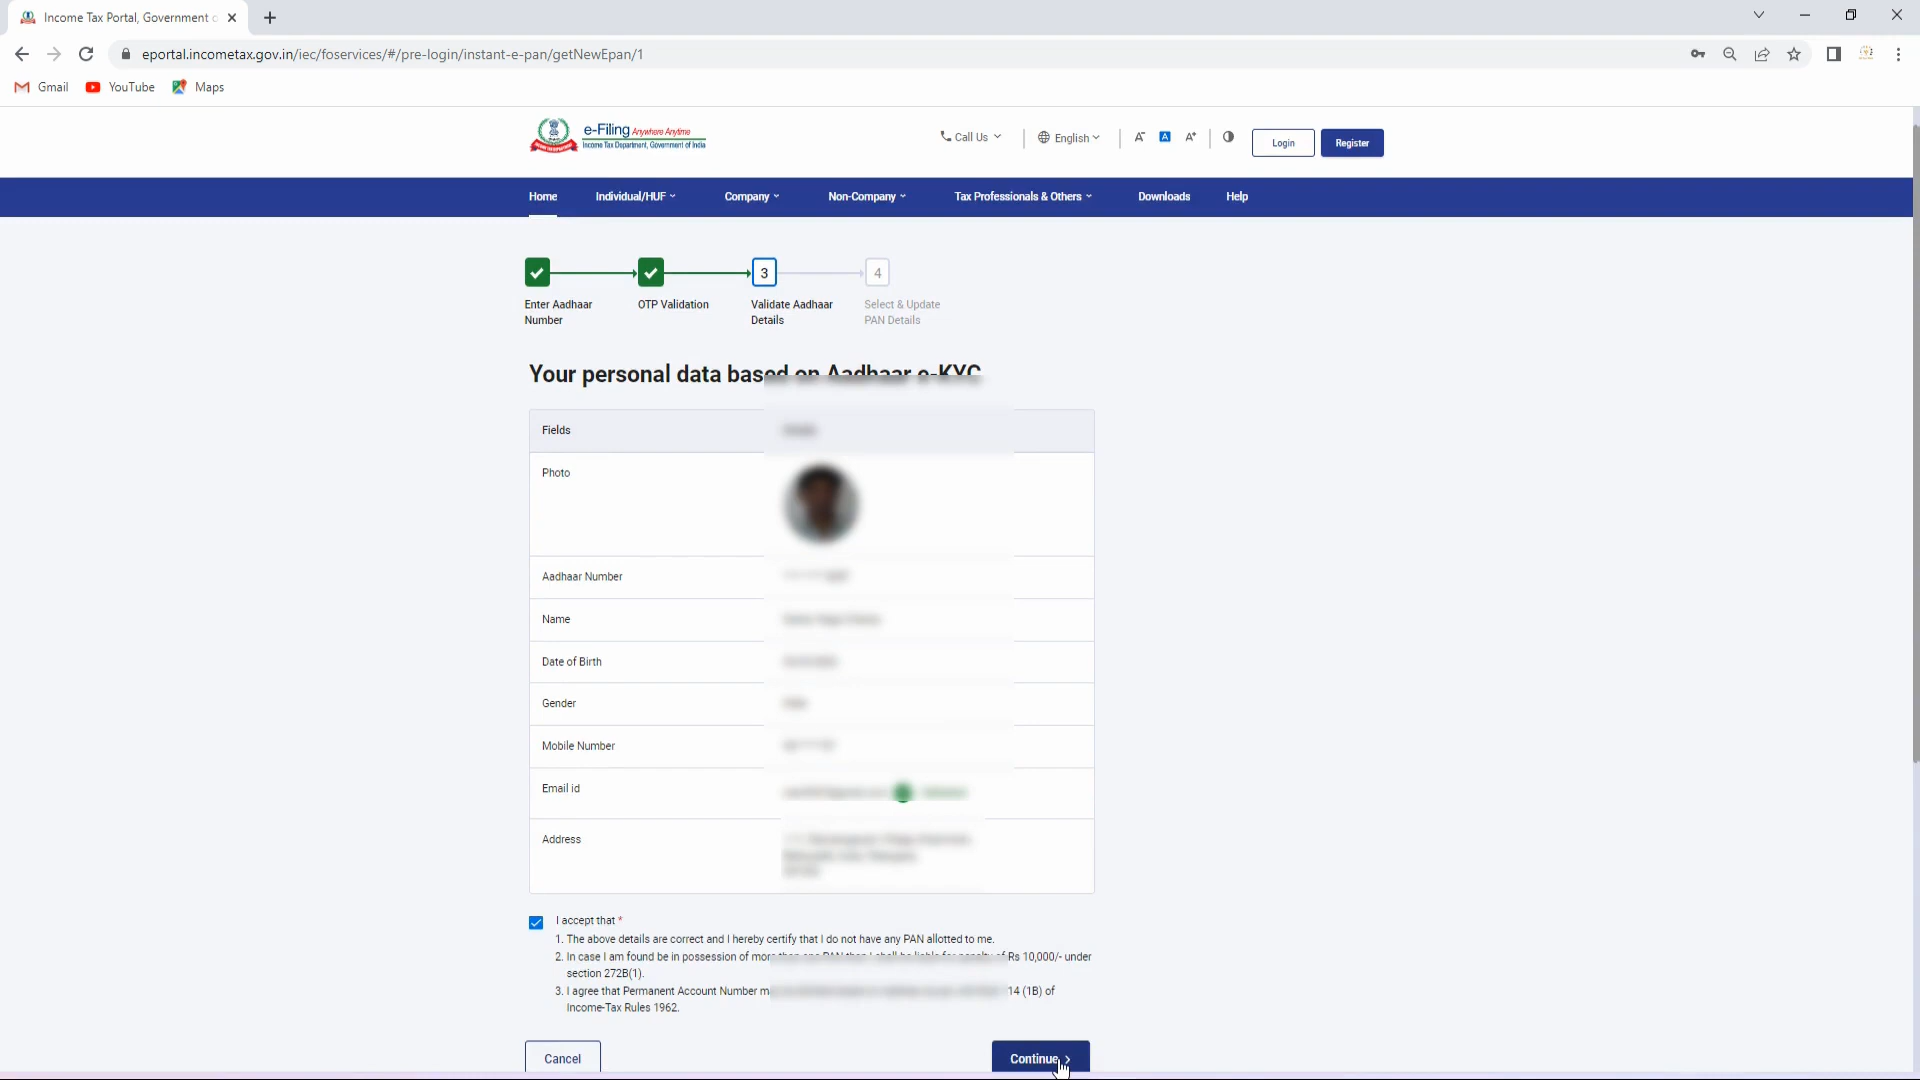 Income Tax Portal, Government
eportal.incometax.gov.in/iec/foservices/#/pre-login/instant-e-pan/getNewEpan/1
Gmail YouTube Maps
e-Filing Anywhere Anytime
Income Tax Department, Government of India
Call Us English A- A A+ Login Register
Home Individual/HUF Company Non-Company Tax Professionals & Others Downloads Help
3 4
Enter Aadhaar Number
OTP Validation
Validate Aadhaar Details
Select & Update PAN Details
Your personal data based on Aadhaar e-KYC
Fields
Photo
Aadhaar Number
Name
Date of Birth
Gender
Mobile Number
Email id
Address
I accept that *
1. The above details are correct and I hereby certify that I do not have any PAN allotted to me.
2. In case I am found be in possession of more than one PAN than I shall be liable for penalty of Rs 10,000/- under
section 272B(1).
3. I agree that Permanent Account Number 14 (1B) of
Income-Tax Rules 1962.
Cancel Continue >